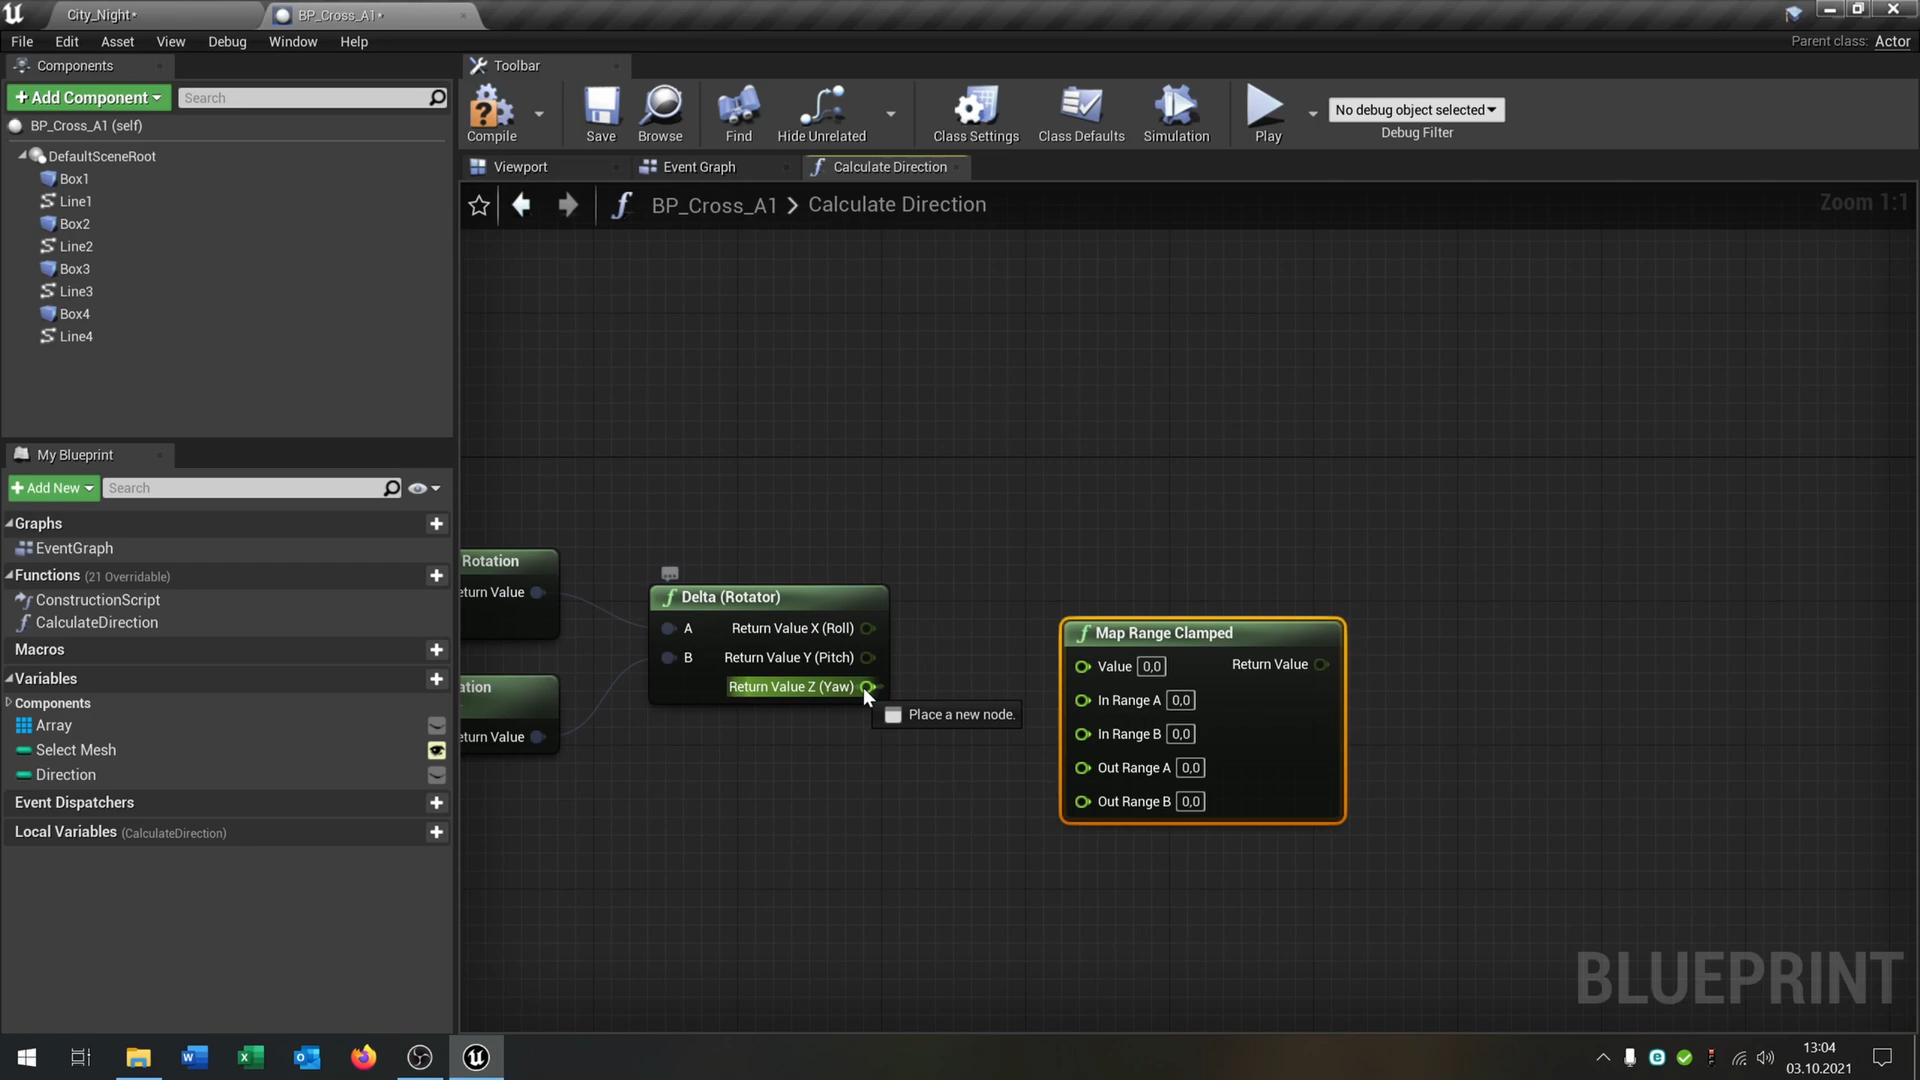 City_Night*
BP_Cross_A1*
File Edit Asset View Debug Window Help
Parent class: Actor
Components
Toolbar
+ Add Component
Search
BP_Cross_A1 (self)
DefaultSceneRoot
Box1
Line1
Box2
Line2
Box3
Line3
Box4
Line4
Compile
Save
Browse
Find
Hide Unrelated
Class Settings
Class Defaults
Simulation
Play
No debug object selected
Debug Filter
Viewport
Event Graph
Calculate Direction
BP_Cross_A1 > Calculate Direction
Zoom 1:1
My Blueprint
+ Add New
Search
Graphs
EventGraph
Functions (21 Overridable)
ConstructionScript
CalculateDirection
Macros
Variables
Components
Array
Select Mesh
Direction
Event Dispatchers
Local Variables (CalculateDirection)
Rotation
eturn Value
ation
eturn Value
Delta (Rotator)
A Return Value X (Roll)
B Return Value Y (Pitch)
Return Value Z (Yaw)
Place a new node.
Map Range Clamped
Value 0,0 Return Value
In Range A 0,0
In Range B 0,0
Out Range A 0,0
Out Range B 0,0
BLUEPRINT
13:04
03.10.2021